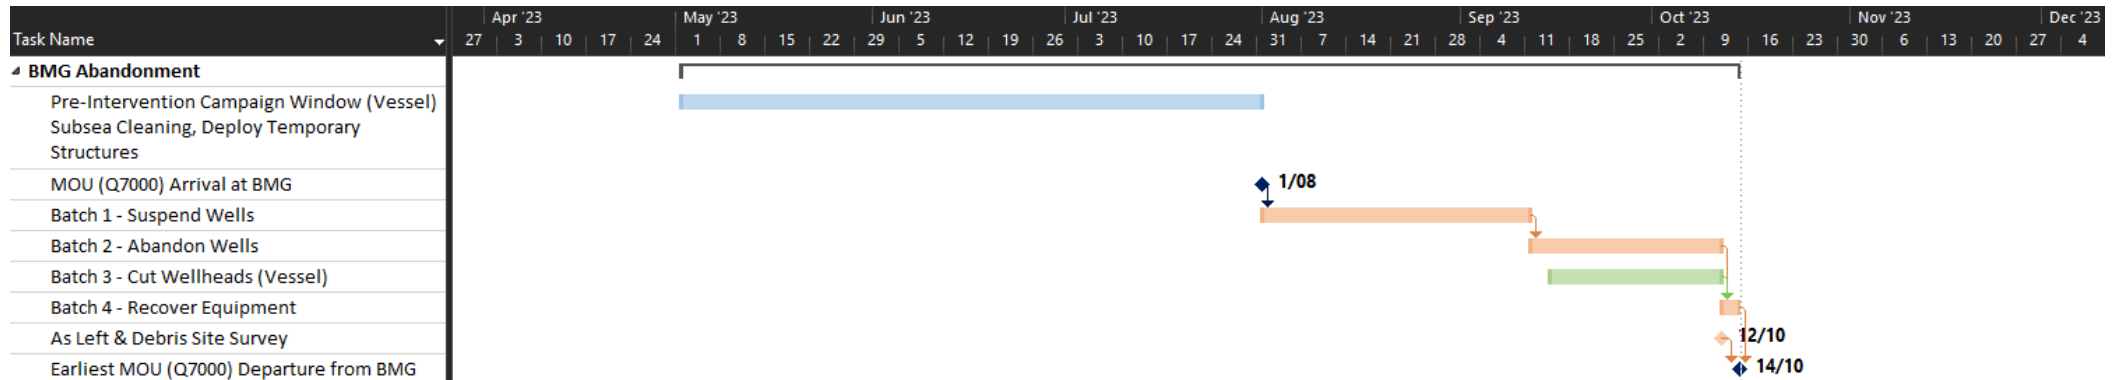 Apr '23 May '23 Jun '23 Jul '23 Aug '23 Sep '23 Oct '23 Nov '23 Dec '23
Task Name 27 3 10 17 24 1 8 15 22 29 5 12 19 26 3 10 17 24 31 7 14 21 28 4 11 18 25 2 9 16 23 30 6 13 20 27 4
BMG Abandonment
Pre-Intervention Campaign Window (Vessel)
Subsea Cleaning, Deploy Temporary
Structures
MOU (Q7000) Arrival at BMG 1/08
Batch 1 - Suspend Wells
Batch 2 - Abandon Wells
Batch 3 - Cut Wellheads (Vessel)
Batch 4 - Recover Equipment
As Left & Debris Site Survey 12/10
Earliest MOU (Q7000) Departure from BMG 14/10